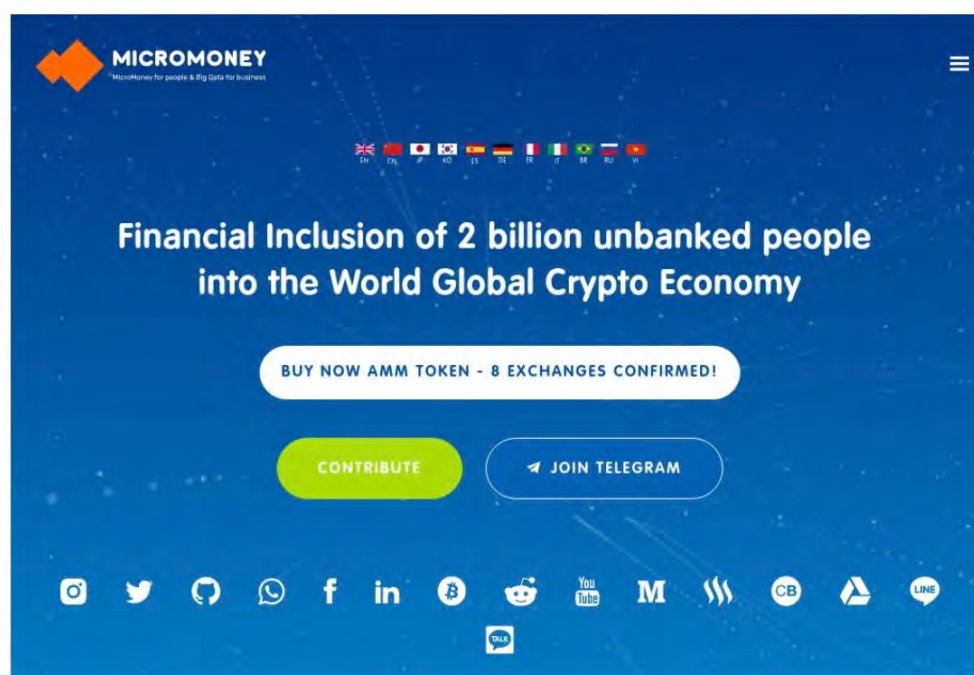 MICROMONEY
MicroMoney for people & Big Data for business
EN CN JP KO ES DE FR IT BR RU VI
Financial Inclusion of 2 billion unbanked people
into the World Global Crypto Economy
BUY NOW AMM TOKEN - 8 EXCHANGES CONFIRMED!
CONTRIBUTE
JOIN TELEGRAM
f in B You Tube M CB LINE
TALK